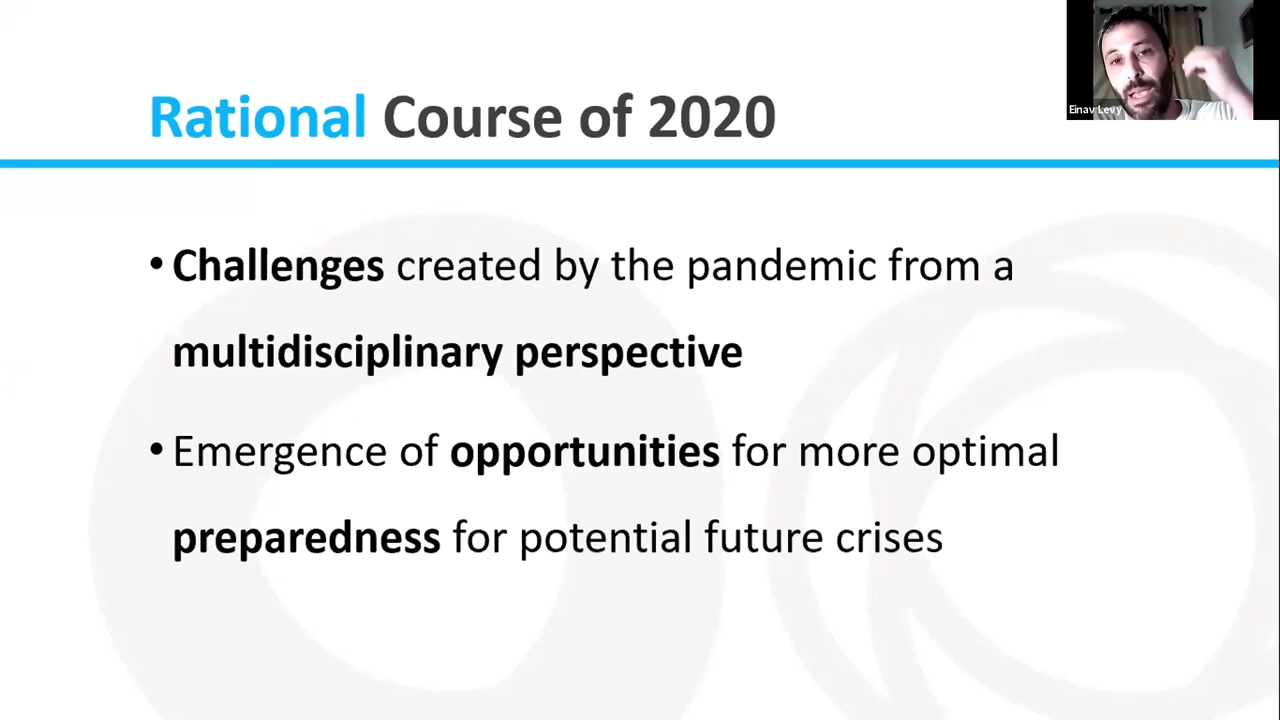 Rational Course of 2020
Einav Levy
• Challenges created by the pandemic from a
multidisciplinary perspective
• Emergence of opportunities for more optimal
preparedness for potential future crises